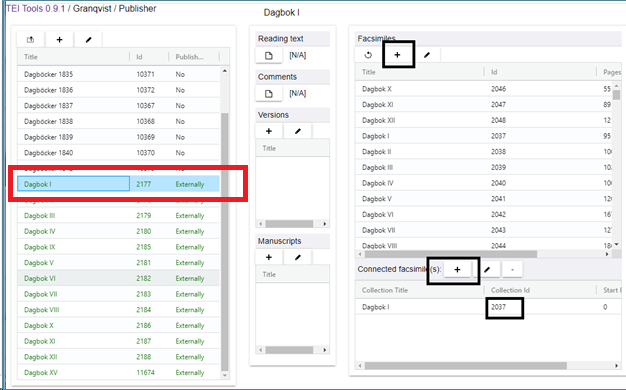 TEI Tools 0.9.1 / Granqvist / Publisher
Dagbok I
Title Id Publish...
Dagböcker 1835 10371 No
Dagböcker 1836 10372 No
Dagböcker 1837 10367 No
Dagböcker 1838 10368 No
Dagböcker 1839 10369 No
Dagböcker 1840 10370 No
Dagbok I 2177 Externally
Dagbok III 2179 Externally
Dagbok IV 2180 Externally
Dagbok IX 2185 Externally
Dagbok V 2181 Externally
Dagbok VI 2182 Externally
Dagbok VII 2183 Externally
Dagbok VIII 2184 Externally
Dagbok X 2186 Externally
Dagbok XI 2187 Externally
Dagbok XII 2188 Externally
Dagbok XV 11674 Externally
Reading text
[N/A]
Comments
[N/A]
Versions
Title
Manuscripts
Title
Facsimiles
Title Id Pages
Dagbok X 2046 55
Dagbok XI 2047 89
Dagbok XII 2048 12
Dagbok I 2037 95
Dagbok II 2038
Dagbok III 2039
Dagbok IV 2040
Dagbok V 2041
Dagbok VI 2042
Dagbok VII 2043
Dagbok VIII 2044
Connected facsimile(s):
Collection Title Collection Id Start
Dagbok I 2037 0